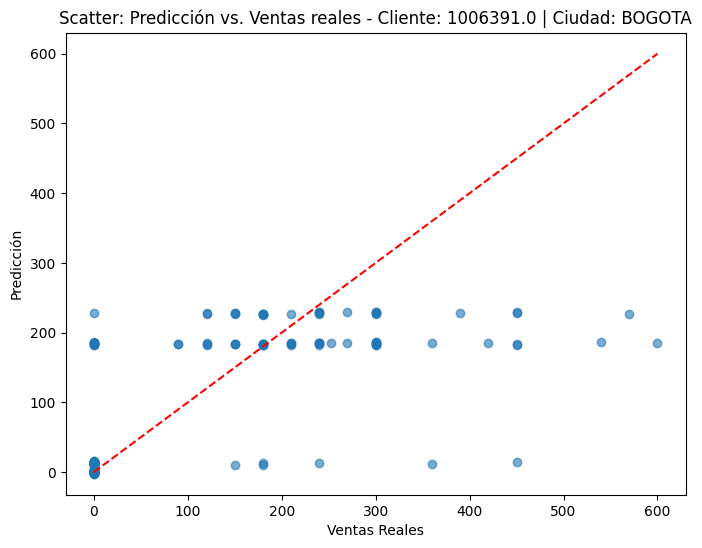 Scatter: Predicción vs. Ventas reales - Cliente: 1006391.0 | Ciudad: BOGOTA
600
500
400
300
200
100
0
Predicción
0 100 200 300 400 500 600
Ventas Reales